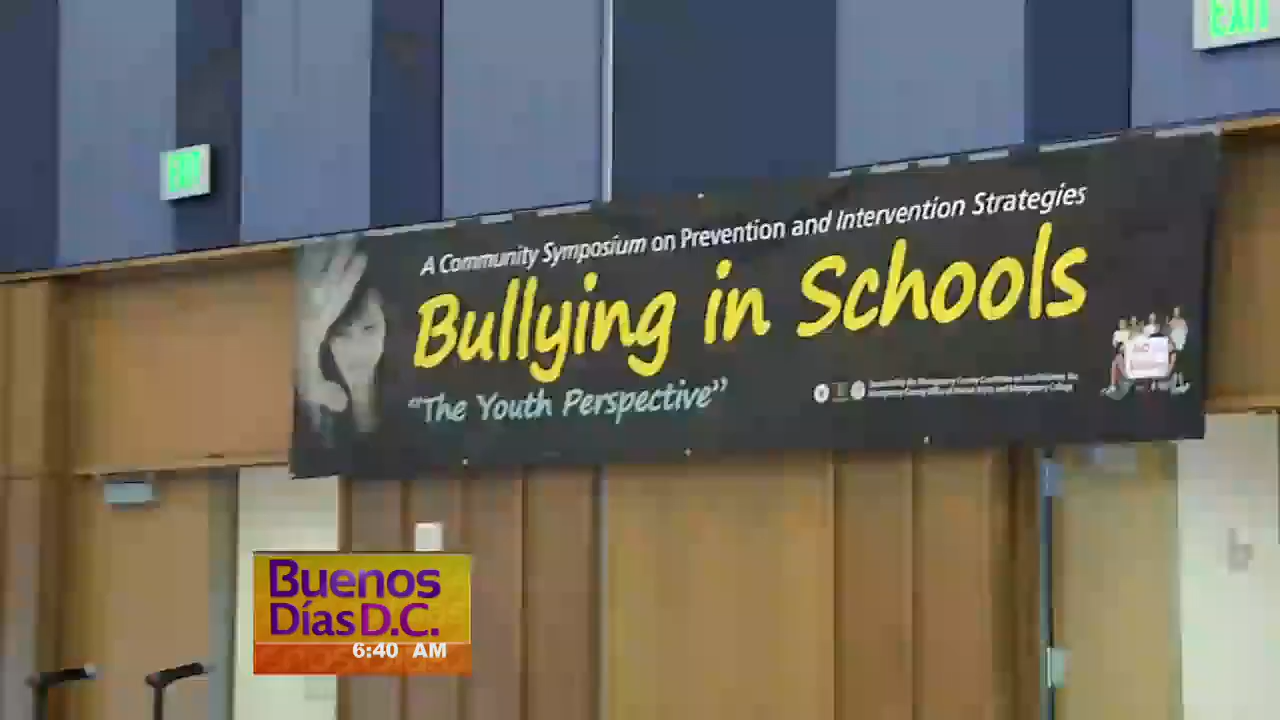 EXIT
EXIT
A Community Symposium on Prevention and Intervention Strategies
Bullying in Schools
"The Youth Perspective"
Buenos
Días D.C.
6:40 AM